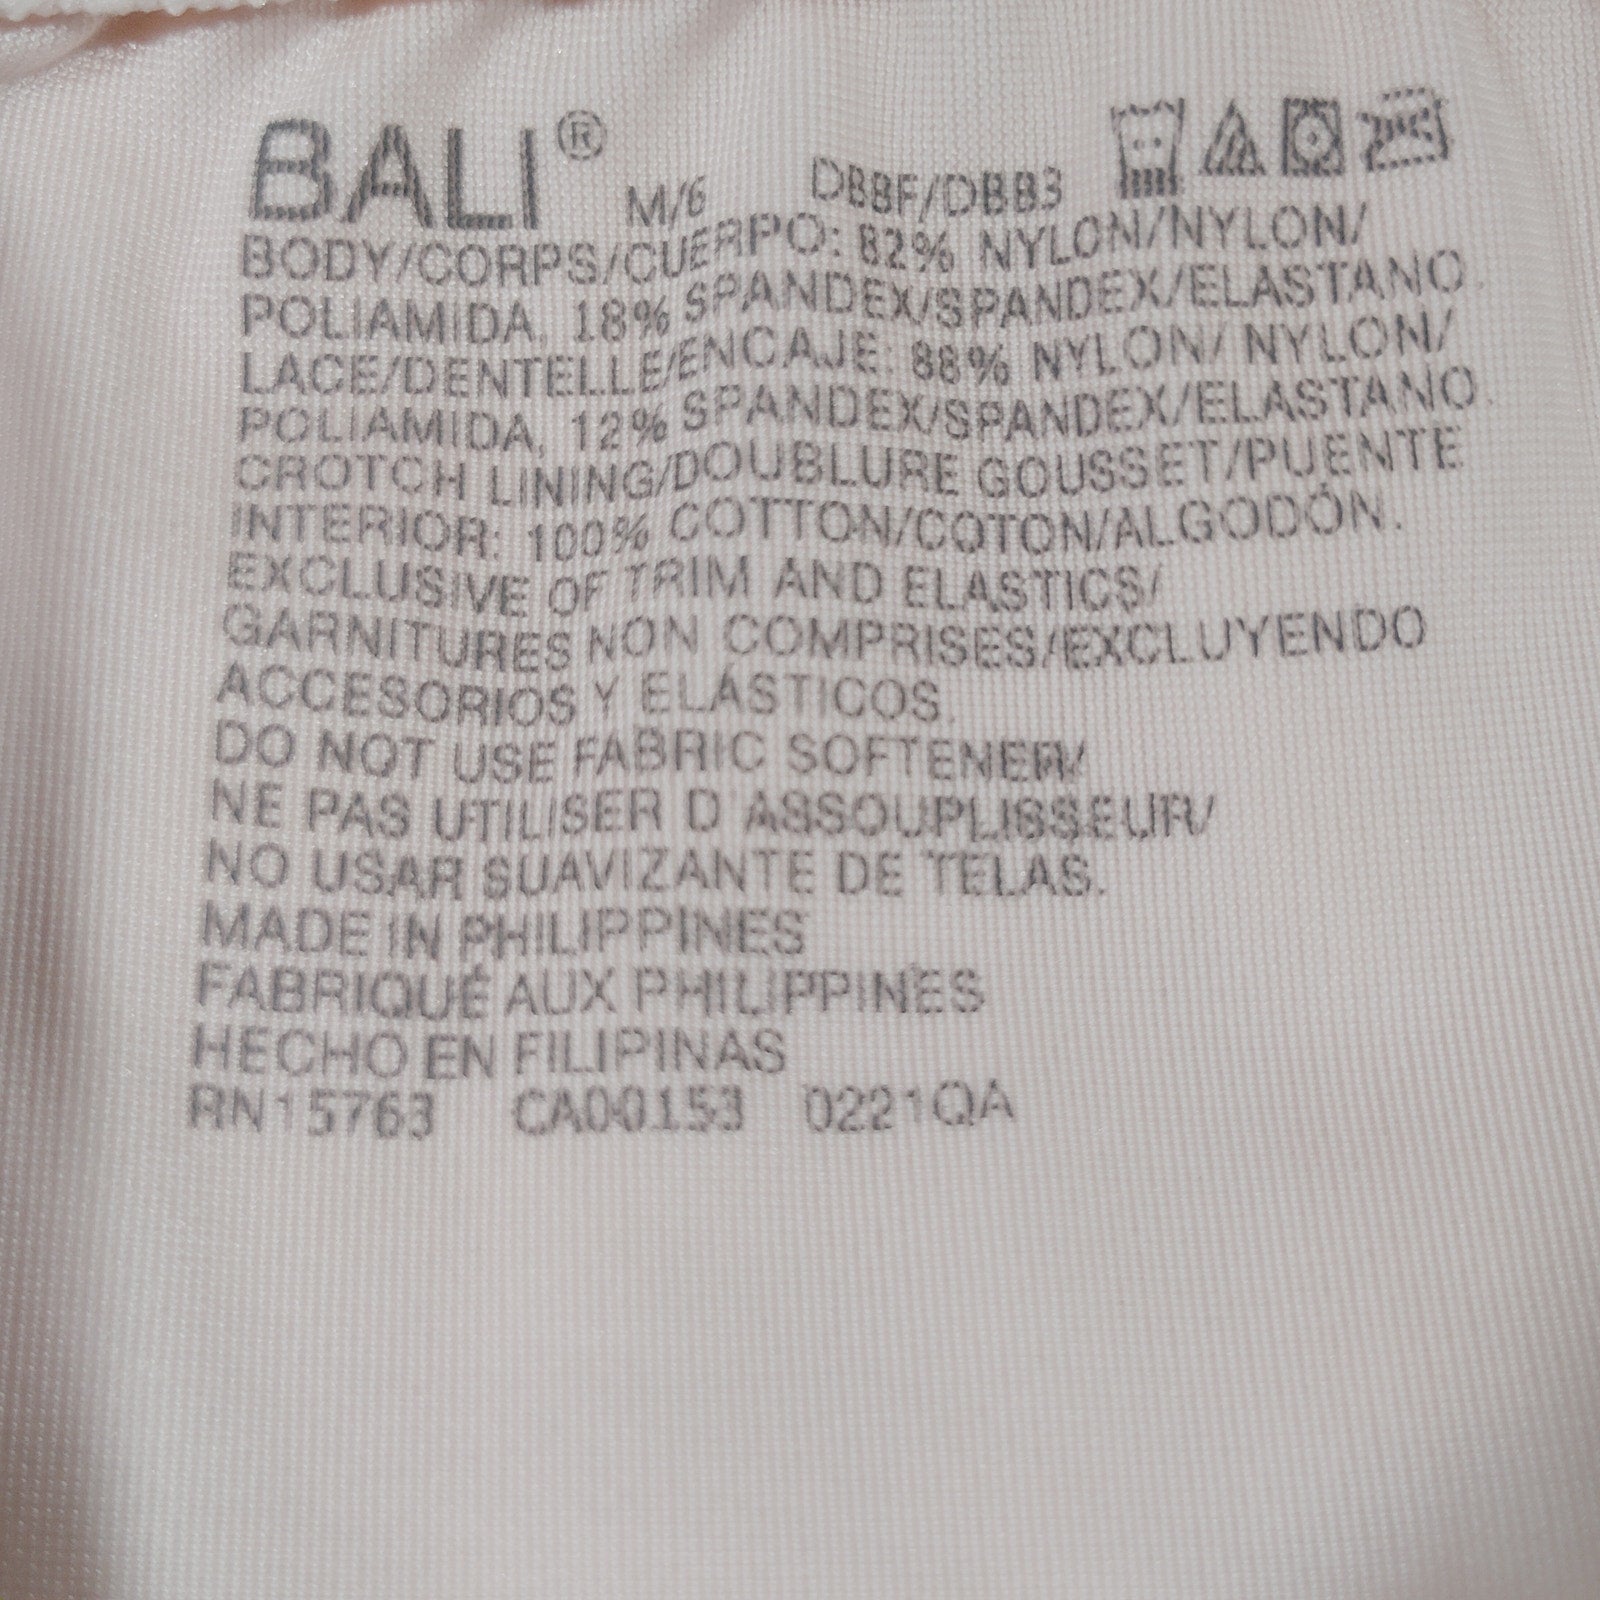 BALI® M/6 DBBF/DBB3
BODY/CORPS/CUERPO: 82% NYLON/NYLON/
POLIAMIDA, 18% SPANDEX/SPANDEX/ELASTANO.
LACE/DENTELLE/ENCAJE: 88% NYLON/ NYLON/
POLIAMIDA, 12% SPANDEX/SPANDEX/ELASTANO.
CROTCH LINING/DOUBLURE GOUSSET/PUENTE
INTERIOR: 100% COTTON/COTON/ALGODÓN.
EXCLUSIVE OF TRIM AND ELASTICS/
GARNITURES NON COMPRISES/EXCLUYENDO
ACCESORIOS Y ELÁSTICOS.
DO NOT USE FABRIC SOFTENER/
NE PAS UTILISER D'ASSOUPLISSEUR/
NO USAR SUAVIZANTE DE TELAS.
MADE IN PHILIPPINES
FABRIQUÉ AUX PHILIPPINES
HECHO EN FILIPINAS
RN15763 CA00153 0221QA